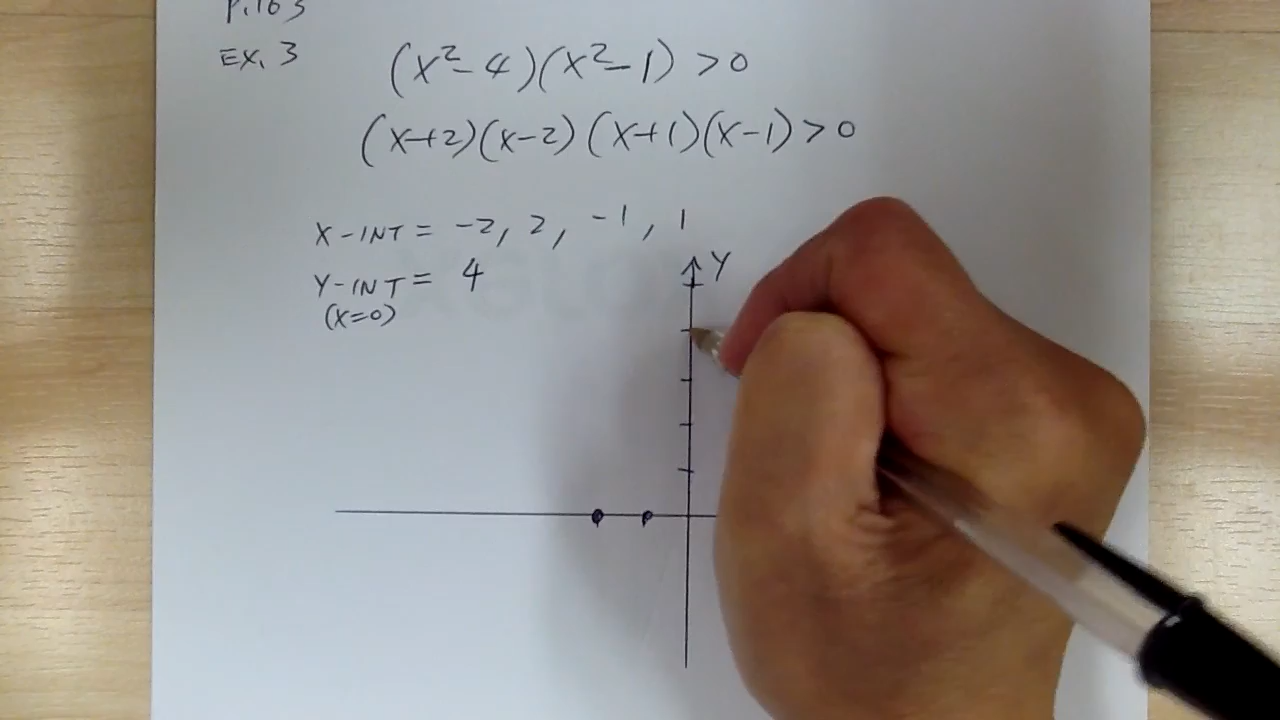 P.163
EX. 3
(x²-4)(x²-1) > 0
(x+2)(x-2)(x+1)(x-1) > 0
X-INT = -2, 2, -1, 1
Y-INT = 4
(x=0)
Y